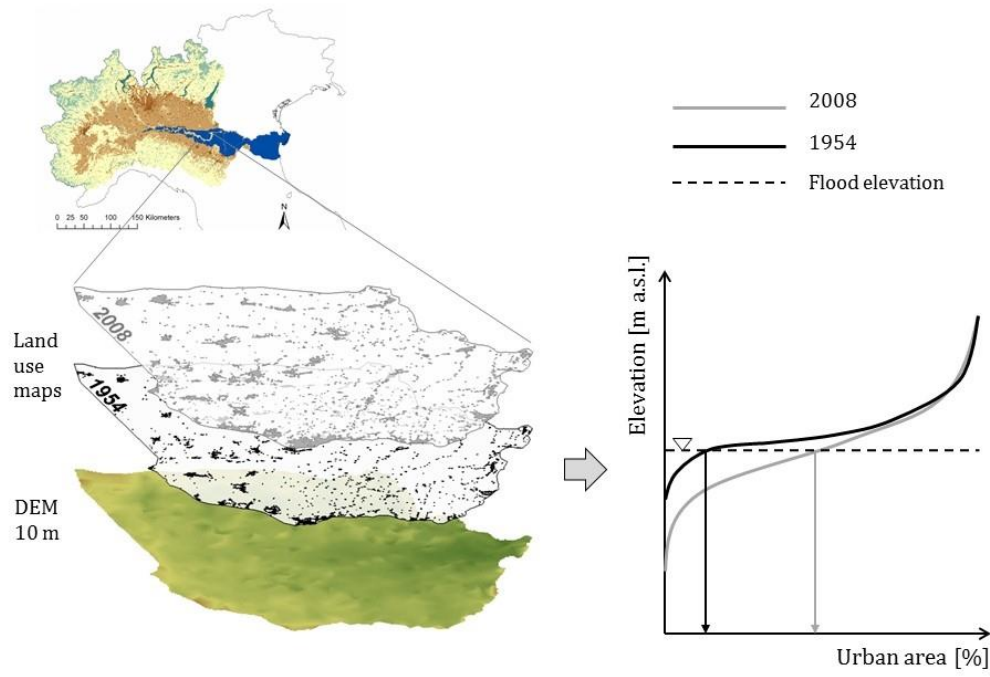 N
0 25 50 100 150 Kilometers
2008
1954
Flood elevation
Land
use
maps
2008
1954
DEM
10 m
Elevation [m a.s.l.]
Urban area [%]